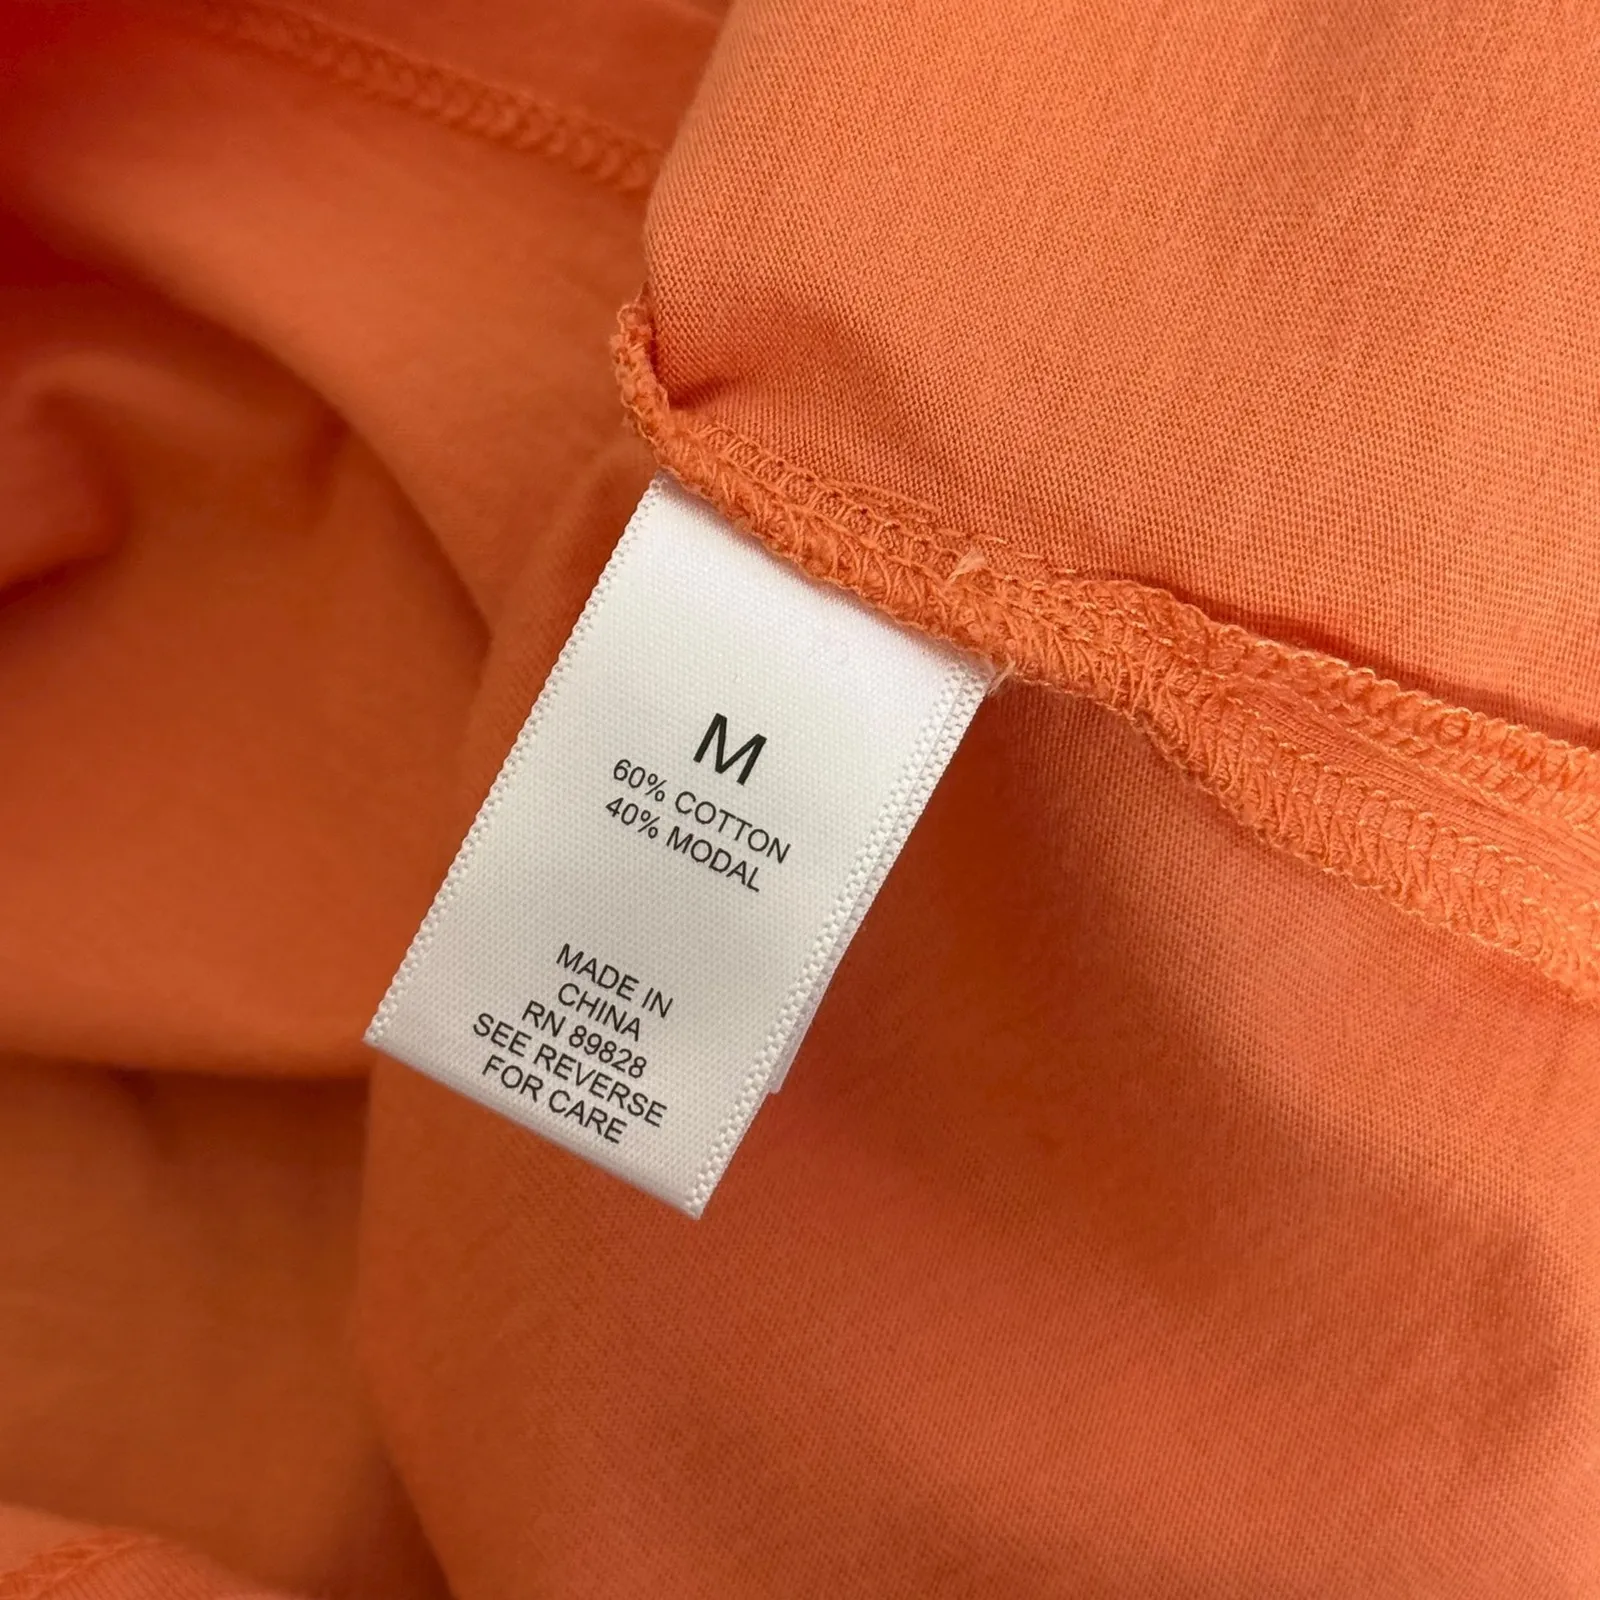 M
60% COTTON
40% MODAL
MADE IN
CHINA
RN 89828
SEE REVERSE
FOR CARE